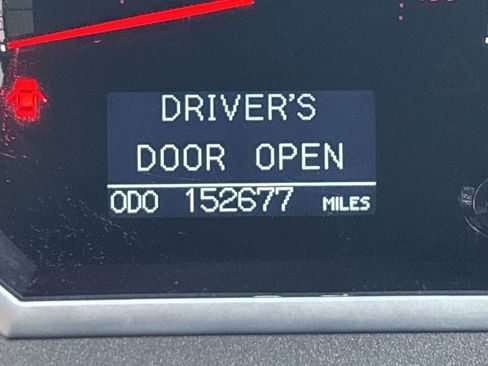 DRIVER'S
DOOR OPEN
ODO 152677 MILES